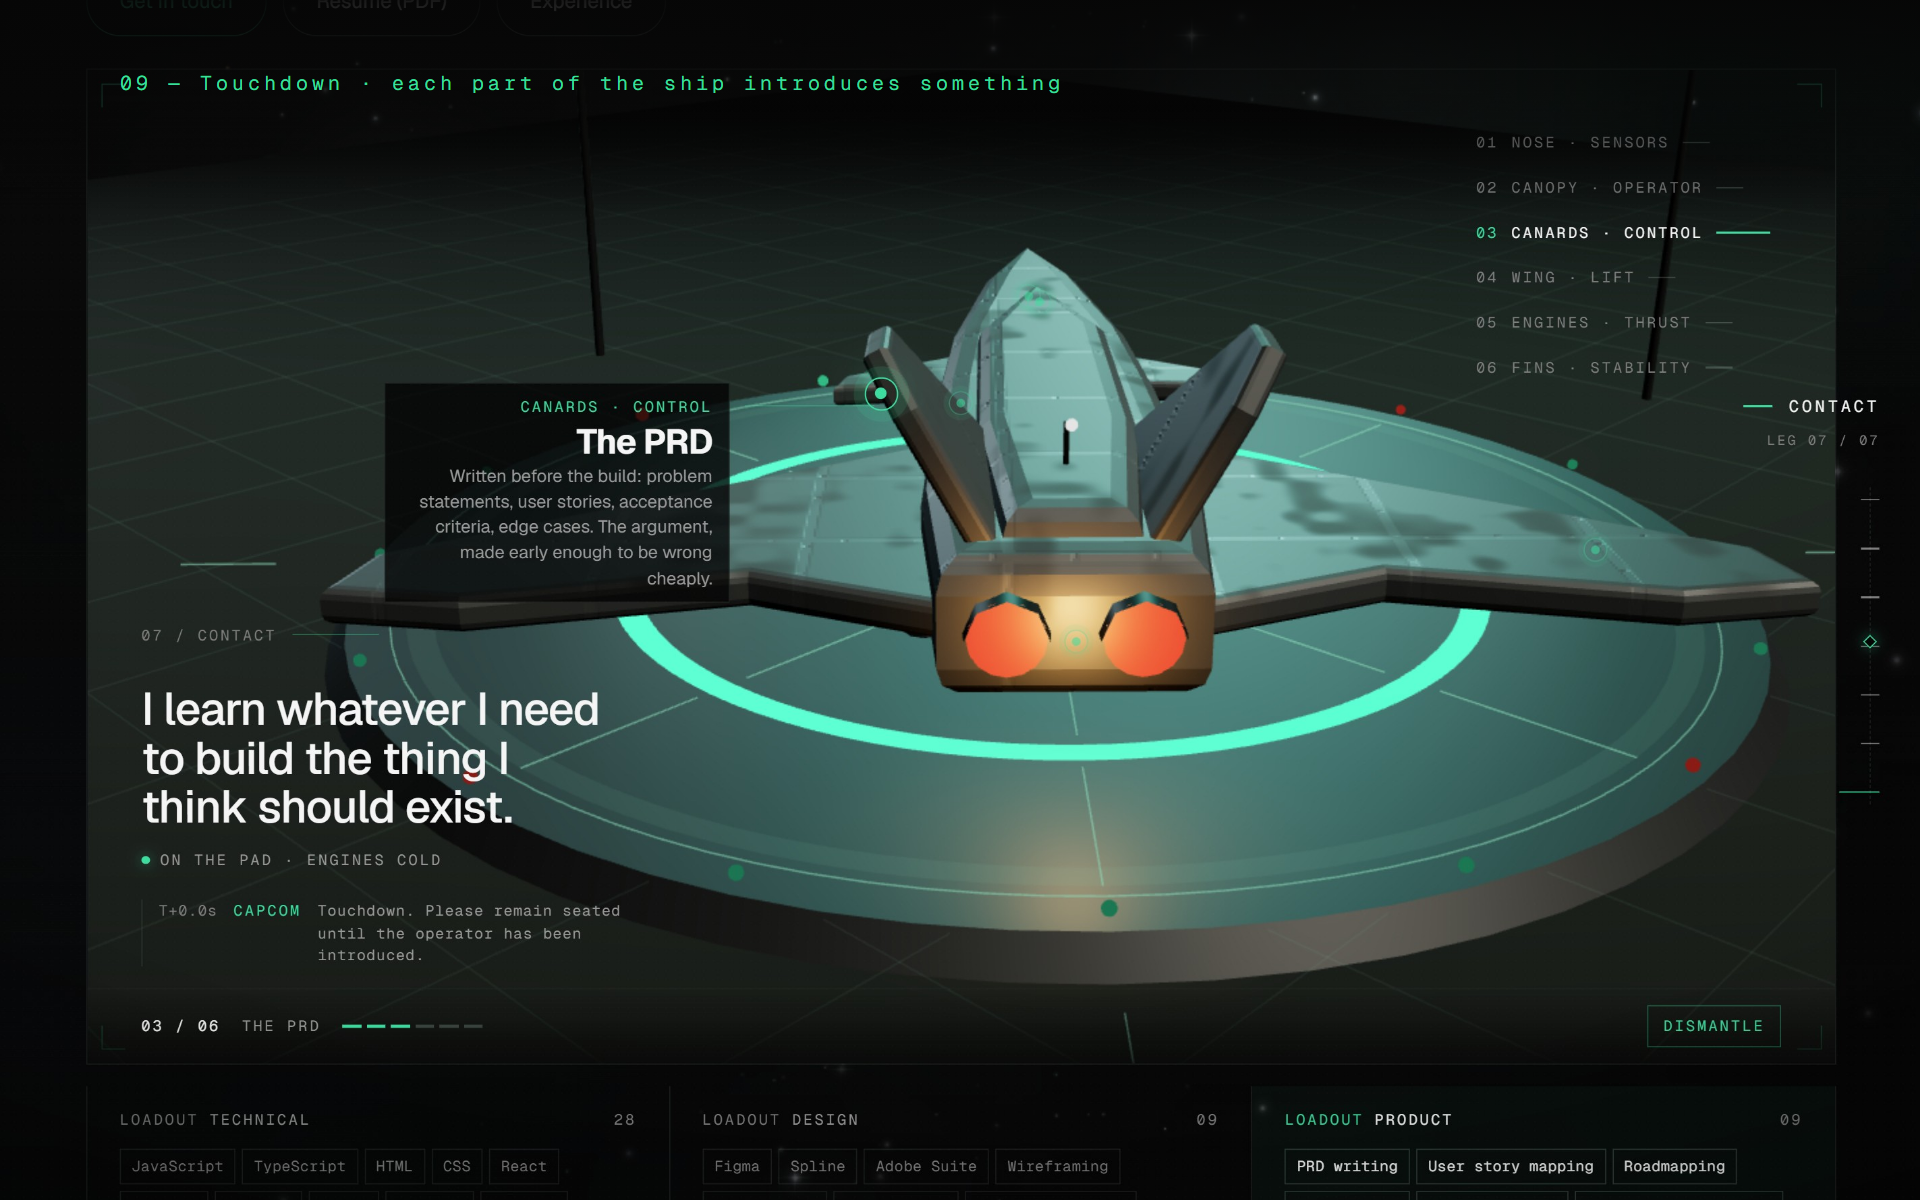 Get in touch
Resume (PDF)
Experience
09 — Touchdown · each part of the ship introduces something
01 NOSE · SENSORS
02 CANOPY · OPERATOR
03 CANARDS · CONTROL
04 WING · LIFT
05 ENGINES · THRUST
06 FINS · STABILITY
CONTACT
LEG 07 / 07
CANARDS · CONTROL
The PRD
Written before the build: problem
statements, user stories, acceptance
criteria, edge cases. The argument,
made early enough to be wrong
cheaply.
07 / CONTACT
I learn whatever I need
to build the thing I
think should exist.
ON THE PAD · ENGINES COLD
T+0.0s CAPCOM Touchdown. Please remain seated
until the operator has been
introduced.
03 / 06 THE PRD
DISMANTLE
LOADOUT TECHNICAL 28
JavaScript TypeScript HTML CSS React
LOADOUT DESIGN 09
Figma Spline Adobe Suite Wireframing
LOADOUT PRODUCT 09
PRD writing User story mapping Roadmapping